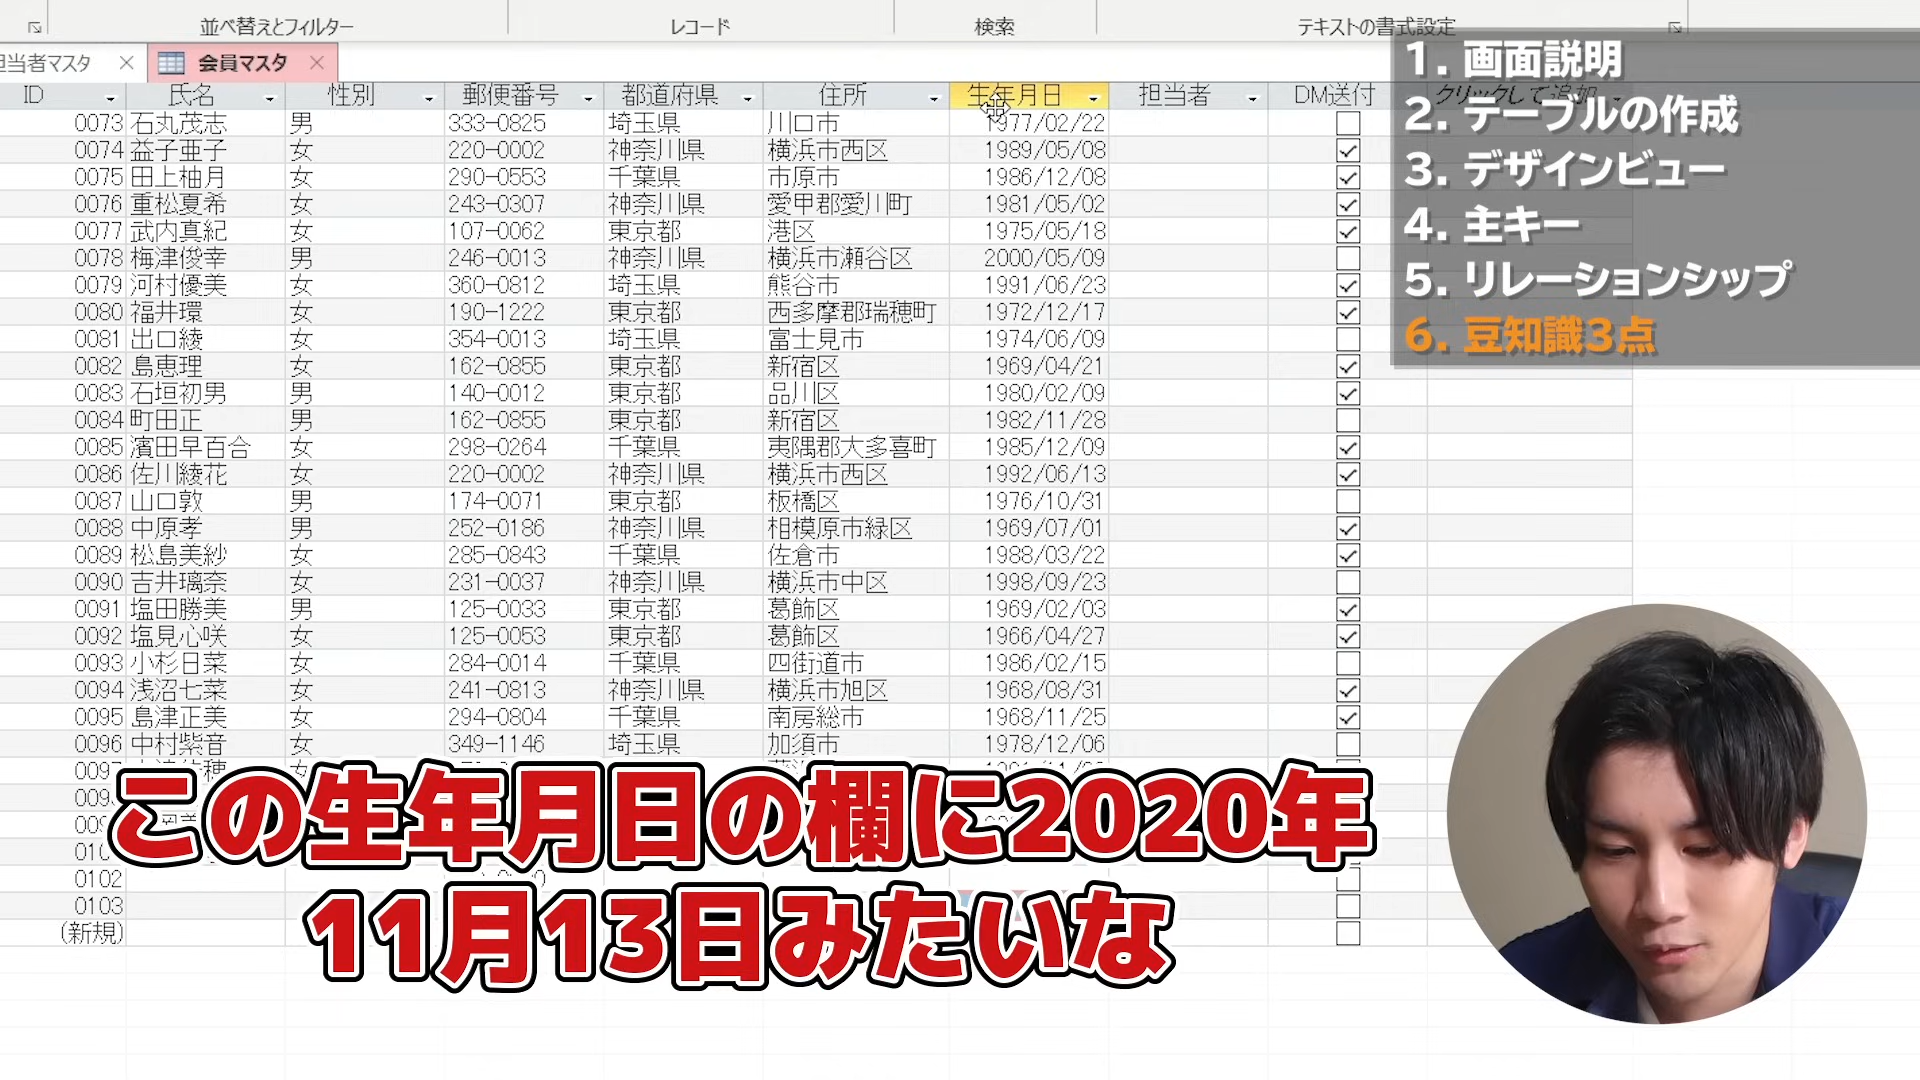 並べ替えとフィルター レコード 検索 テキストの書式設定
担当者マスタ × 会員マスタ ×
ID 氏名 性別 郵便番号 都道府県 住所 生年月日 担当者 DM送付 クリックして追加
0073 石丸茂志 男 333-0825 埼玉県 川口市 1977/02/22
0074 益子亜子 女 220-0002 神奈川県 横浜市西区 1989/05/08
0075 田上柚月 女 290-0553 千葉県 市原市 1986/12/08
0076 重松夏希 女 243-0307 神奈川県 愛甲郡愛川町 1981/05/02
0077 武内真紀 女 107-0062 東京都 港区 1975/05/18
0078 梅津俊幸 男 246-0013 神奈川県 横浜市瀬谷区 2000/05/09
0079 河村優美 女 360-0812 埼玉県 熊谷市 1991/06/23
0080 福井環 女 190-1222 東京都 西多摩郡瑞穂町 1972/12/17
0081 出口綾 女 354-0013 埼玉県 富士見市 1974/06/09
0082 島恵理 女 162-0855 東京都 新宿区 1969/04/21
0083 石垣初男 男 140-0012 東京都 品川区 1980/02/09
0084 町田正 男 162-0855 東京都 新宿区 1982/11/28
0085 濱田早百合 女 298-0264 千葉県 夷隅郡大多喜町 1985/12/09
0086 佐川綾花 女 220-0002 神奈川県 横浜市西区 1992/06/13
0087 山口敦 男 174-0071 東京都 板橋区 1976/10/31
0088 中原孝 男 252-0186 神奈川県 相模原市緑区 1969/07/01
0089 松島美紗 女 285-0843 千葉県 佐倉市 1988/03/22
0090 吉井璃奈 女 231-0037 神奈川県 横浜市中区 1998/09/23
0091 塩田勝美 男 125-0033 東京都 葛飾区 1969/02/03
0092 塩見心咲 女 125-0053 東京都 葛飾区 1966/04/27
0093 小杉日菜 女 284-0014 千葉県 四街道市 1986/02/15
0094 浅沼七菜 女 241-0813 神奈川県 横浜市旭区 1968/08/31
0095 島津正美 女 294-0804 千葉県 南房総市 1968/11/25
0096 中村紫音 女 349-1146 埼玉県 加須市 1978/12/06
0102
0103
(新規)
1. 画面説明
2. テーブルの作成
3. デザインビュー
4. 主キー
5. リレーションシップ
6. 豆知識3点
この生年月日の欄に2020年
11月13日みたいな